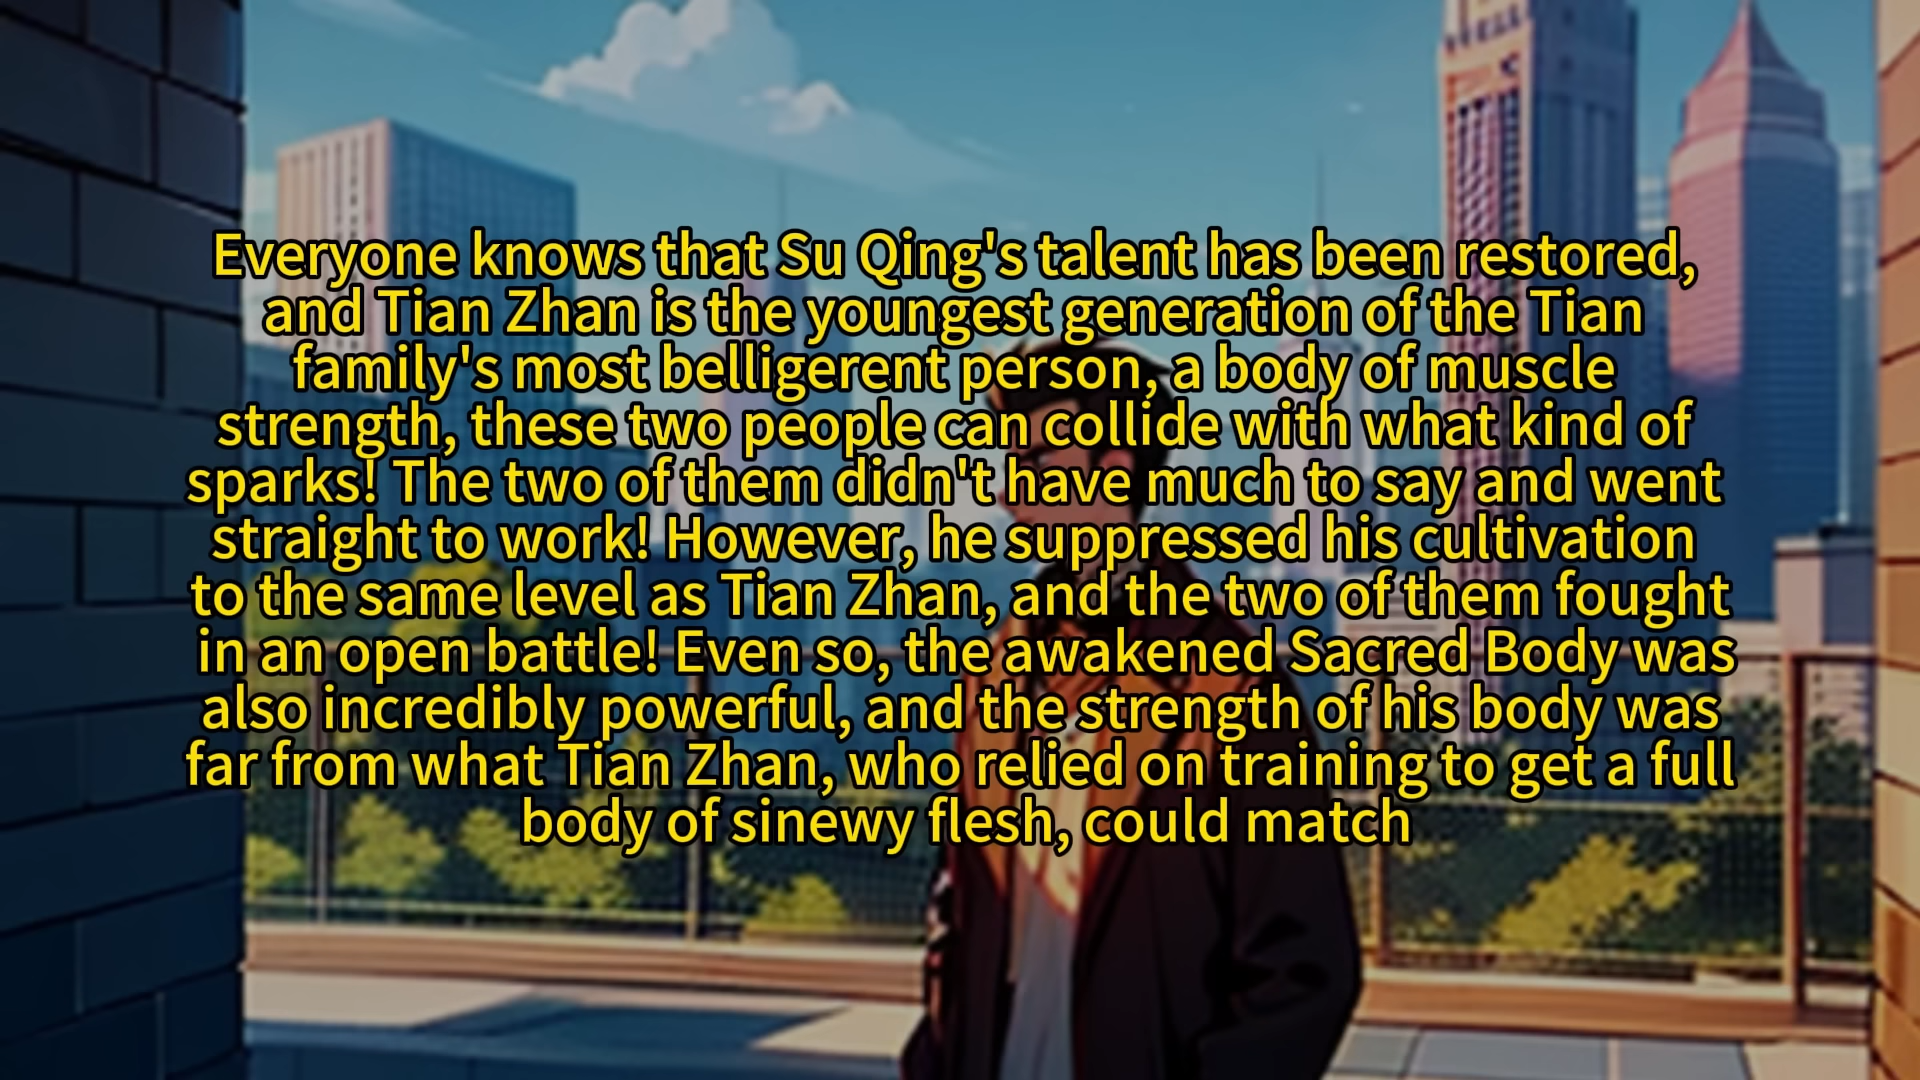 Everyone knows that Su Qing's talent has been restored,
and Tian Zhan is the youngest generation of the Tian
family's most belligerent person, a body of muscle
strength, these two people can collide with what kind of
sparks! The two of them didn't have much to say and went
straight to work! However, he suppressed his cultivation
to the same level as Tian Zhan, and the two of them fought
in an open battle! Even so, the awakened Sacred Body was
also incredibly powerful, and the strength of his body was
far from what Tian Zhan, who relied on training to get a full
body of sinewy flesh, could match